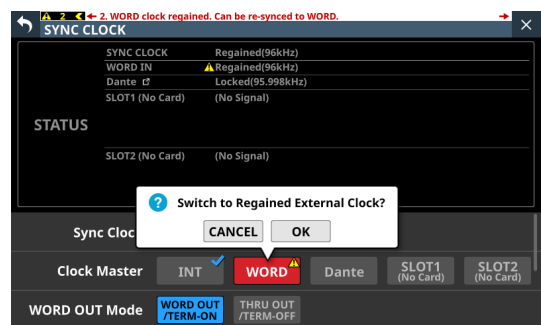 2 2. WORD clock regained. Can be re-synced to WORD.
SYNC CLOCK
SYNC CLOCK Regained(96kHz)
WORD IN Regained(96kHz)
Dante Locked(95.998kHz)
SLOT1 (No Card) (No Signal)
STATUS
SLOT2 (No Card) (No Signal)
Switch to Regained External Clock?
CANCEL OK
Sync Cloc
Clock Master INT WORD Dante SLOT1 (No Card) SLOT2 (No Card)
WORD OUT Mode WORD OUT /TERM-ON THRU OUT /TERM-OFF